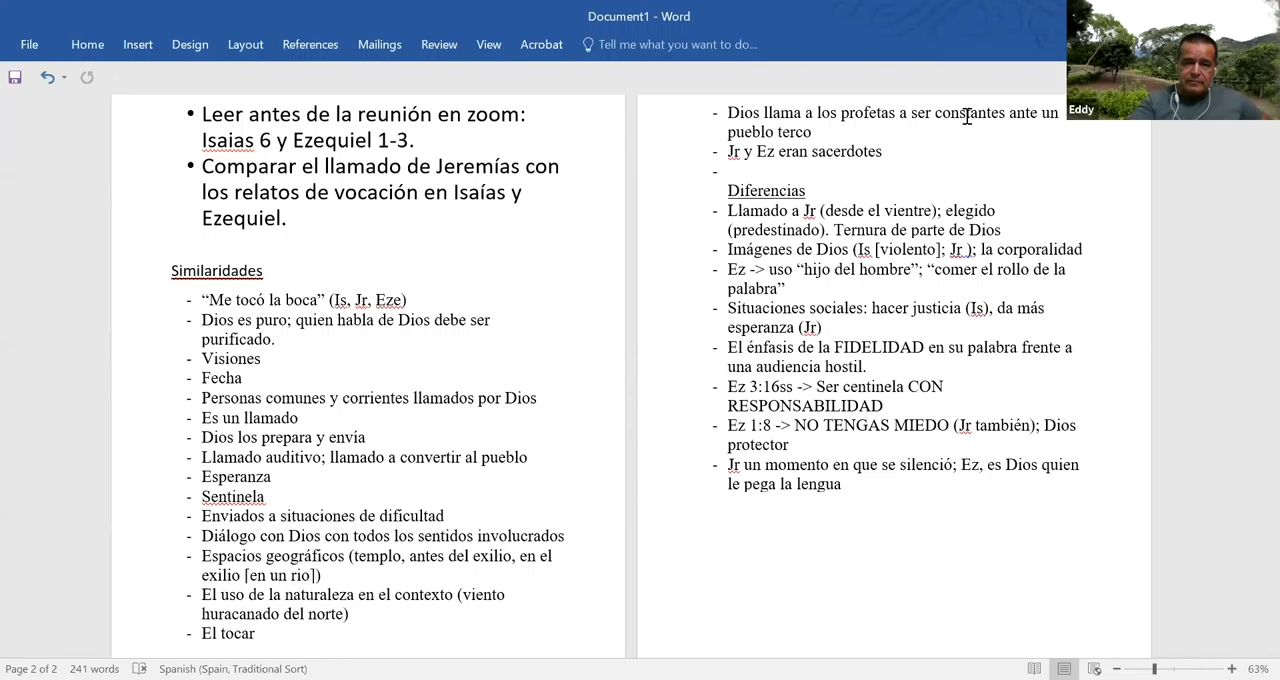 Document1 - Word
File Home Insert Design Layout References Mailings Review View Acrobat Tell me what you want to do...
Eddy
• Leer antes de la reunión en zoom:
Isaias 6 y Ezequiel 1-3.
• Comparar el llamado de Jeremías con
los relatos de vocación en Isaías y
Ezequiel.
Similaridades
- “Me tocó la boca” (Is, Jr, Eze)
- Dios es puro; quien habla de Dios debe ser
purificado.
- Visiones
- Fecha
- Personas comunes y corrientes llamados por Dios
- Es un llamado
- Dios los prepara y envía
- Llamado auditivo; llamado a convertir al pueblo
- Esperanza
- Sentinela
- Enviados a situaciones de dificultad
- Diálogo con Dios con todos los sentidos involucrados
- Espacios geográficos (templo, antes del exilio, en el
exilio [en un rio])
- El uso de la naturaleza en el contexto (viento
huracanado del norte)
- El tocar
- Dios llama a los profetas a ser constantes ante un
pueblo terco
- Jr y Ez eran sacerdotes
-
Diferencias
- Llamado a Jr (desde el vientre); elegido
(predestinado). Ternura de parte de Dios
- Imágenes de Dios (Is [violento]; Jr ); la corporalidad
- Ez -> uso “hijo del hombre”; “comer el rollo de la
palabra”
- Situaciones sociales: hacer justicia (Is), da más
esperanza (Jr)
- El énfasis de la FIDELIDAD en su palabra frente a
una audiencia hostil.
- Ez 3:16ss -> Ser centinela CON
RESPONSABILIDAD
- Ez 1:8 -> NO TENGAS MIEDO (Jr también); Dios
protector
- Jr un momento en que se silenció; Ez, es Dios quien
le pega la lengua
Page 2 of 2 241 words Spanish (Spain, Traditional Sort) 63%